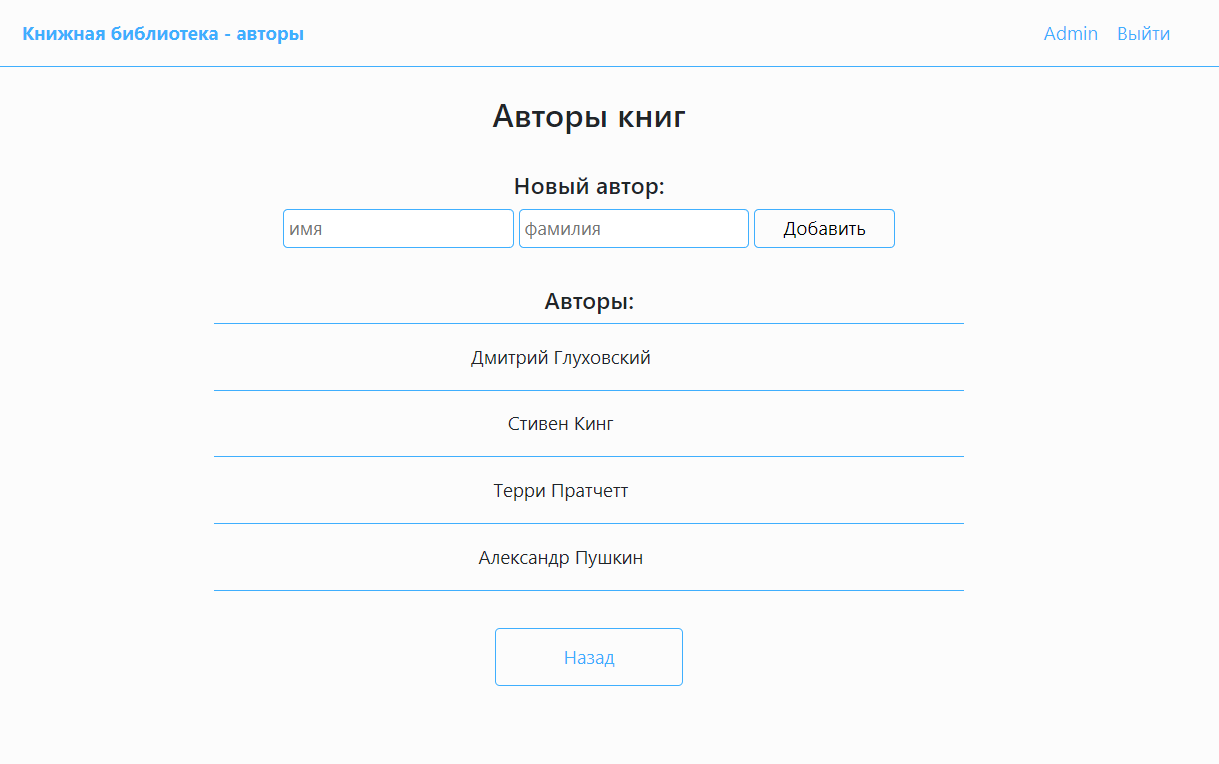 Книжная библиотека - авторы Admin Выйти
Авторы книг
Новый автор:
имя фамилия Добавить
Авторы:
Дмитрий Глуховский
Стивен Кинг
Терри Пратчетт
Александр Пушкин
Назад